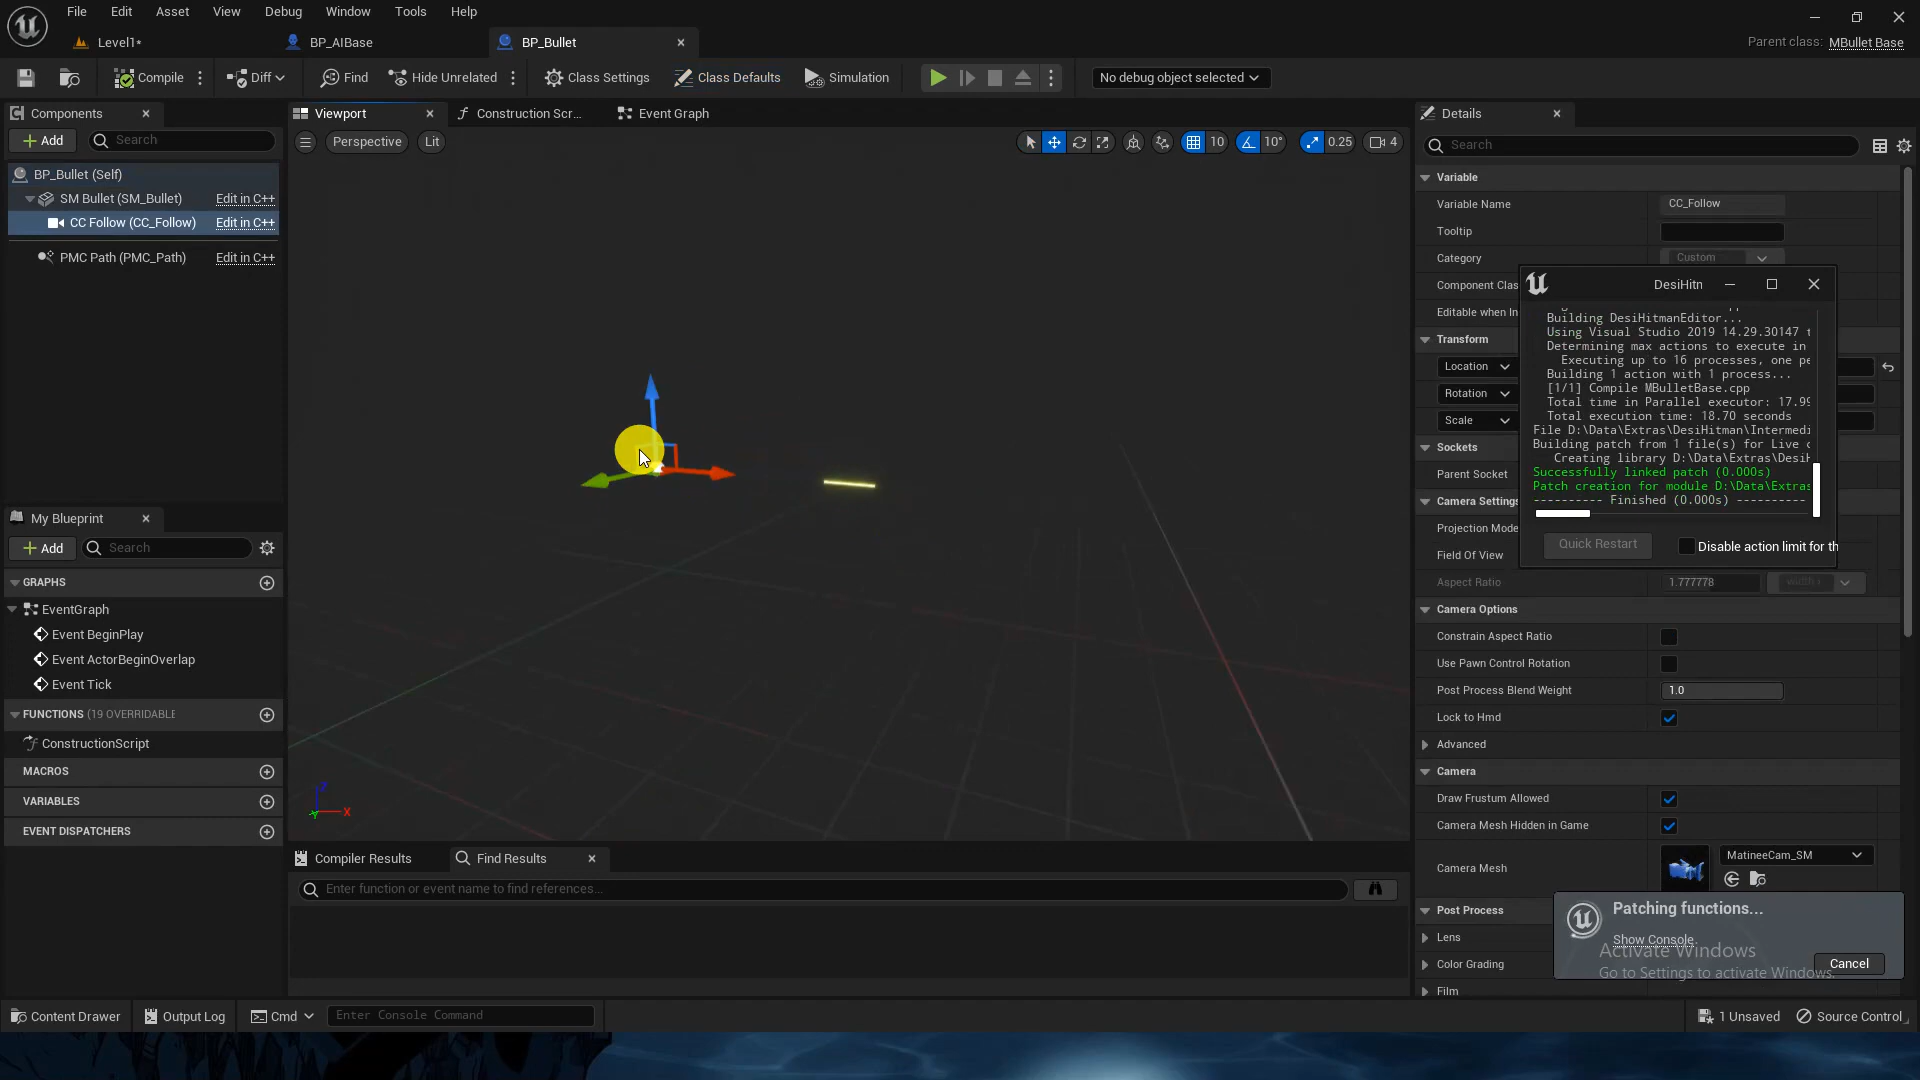 File Edit Asset View Debug Window Tools Help
Level1* BP_AIBase BP_Bullet
Parent class: MBullet Base
Compile Diff Find Hide Unrelated Class Settings Class Defaults Simulation No debug object selected
Components
Add Search
BP_Bullet (Self)
SM Bullet (SM_Bullet) Edit in C++
CC Follow (CC_Follow) Edit in C++
PMC Path (PMC_Path) Edit in C++
My Blueprint
Add Search
GRAPHS
EventGraph
Event BeginPlay
Event ActorBeginOverlap
Event Tick
FUNCTIONS (19 OVERRIDABLE
ConstructionScript
MACROS
VARIABLES
EVENT DISPATCHERS
Viewport Construction Scr... Event Graph
Perspective Lit 10 10° 0.25 4
Z
X
Y
Compiler Results Find Results
Enter function or event name to find references...
Details
Search
Variable
Variable Name CC_Follow
Tooltip
Category Custom
Component Clas
Editable when In
Transform
Location
Rotation
Scale
Sockets
Parent Socket
Camera Settings
Projection Mode
Field Of View
Aspect Ratio 1.777778
Camera Options
Constrain Aspect Ratio
Use Pawn Control Rotation
Post Process Blend Weight 1.0
Lock to Hmd
Advanced
Camera
Draw Frustum Allowed
Camera Mesh Hidden in Game
Camera Mesh MatineeCam_SM
Post Process
Lens
Color Grading
Film
DesiHitn
Building DesiHitmanEditor...
Using Visual Studio 2019 14.29.30147 t
Determining max actions to execute in
Executing up to 16 processes, one pe
Building 1 action with 1 process...
[1/1] Compile MBulletBase.cpp
Total time in Parallel executor: 17.99
Total execution time: 18.70 seconds
File D:\Data\Extras\DesiHitman\Intermedi
Building patch from 1 file(s) for Live c
Creating library D:\Data\Extras\DesiH
Successfully linked patch (0.000s)
Patch creation for module D:\Data\Extras
---------- Finished (0.000s) ----------
Quick Restart Disable action limit for th
Patching functions...
Show Console
Cancel
Activate Windows
Go to Settings to activate Windows.
Content Drawer Output Log Cmd Enter Console Command 1 Unsaved Source Control